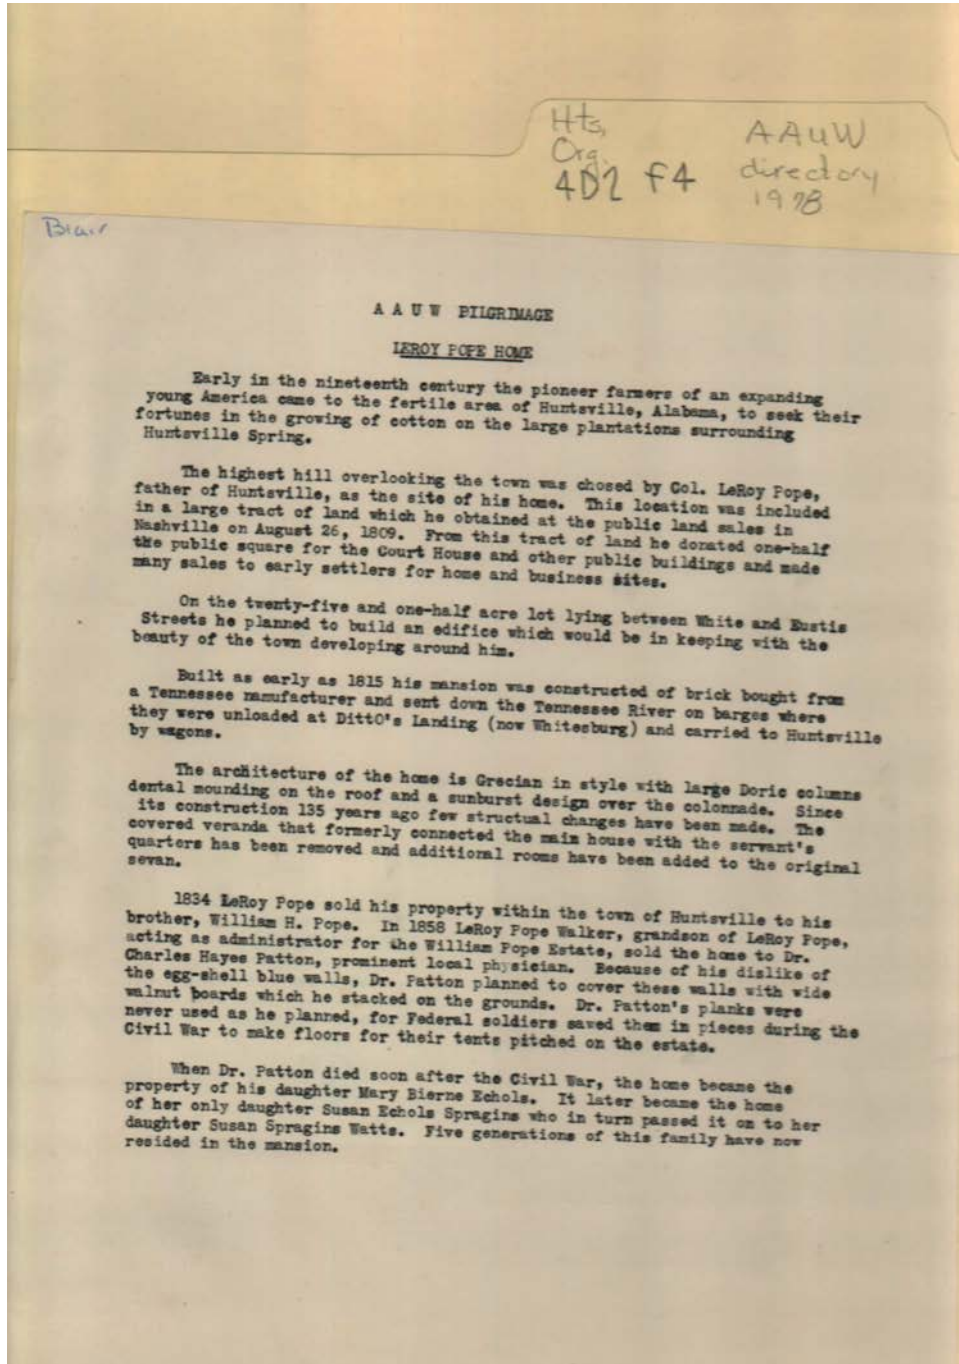 Hts,
Org.
4D2 f4
AAUW
directory
1978
Blair
A A U W PILGRIMAGE
LEROY POPE HOME
Early in the nineteenth century the pioneer farmers of an expanding
young America came to the fertile area of Huntsville, Alabama, to seek their
fortunes in the growing of cotton on the large plantations surrounding
Huntsville Spring.
The highest hill overlooking the town was chosed by Col. LeRoy Pope,
father of Huntsville, as the site of his home. This location was included
in a large tract of land which he obtained at the public land sales in
Nashville on August 26, 1809. From this tract of land he donated one-half
the public square for the Court House and other public buildings and made
many sales to early settlers for home and business sites.
On the twenty-five and one-half acre lot lying between White and Eustis
Streets he planned to build an edifice which would be in keeping with the
beauty of the town developing around him.
Built as early as 1815 his mansion was constructed of brick bought from
a Tennessee manufacturer and sent down the Tennessee River on barges where
they were unloaded at DittO's Landing (now Whitesburg) and carried to Huntsville
by wagons.
The architecture of the home is Grecian in style with large Doric columns
dental mounding on the roof and a sunburst design over the colonnade. Since
its construction 135 years ago few structual changes have been made. The
covered veranda that formerly connected the main house with the servant's
quarters has been removed and additional rooms have been added to the original
sevan.
1834 LeRoy Pope sold his property within the town of Huntsville to his
brother, William H. Pope. In 1858 LeRoy Pope Walker, grandson of LeRoy Pope,
acting as administrator for the William Pope Estate, sold the home to Dr.
Charles Hayes Patton, prominent local physician. Because of his dislike of
the egg-shell blue walls, Dr. Patton planned to cover these walls with wide
walnut boards which he stacked on the grounds. Dr. Patton's planks were
never used as he planned, for Federal soldiers sawed them in pieces during the
Civil War to make floors for their tents pitched on the estate.
When Dr. Patton died soon after the Civil War, the home became the
property of his daughter Mary Bierne Echols. It later became the home
of her only daughter Susan Echols Spragins who in turn passed it on to her
daughter Susan Spragins Watts. Five generations of this family have now
resided in the mansion.